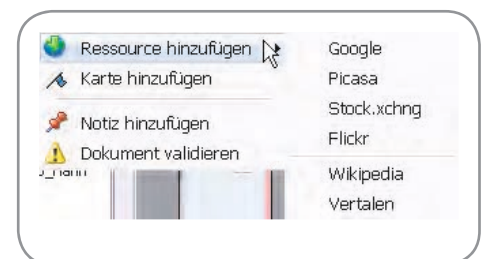 Ressource hinzufügen
Karte hinzufügen
Notiz hinzufügen
Dokument validieren
Google
Picasa
Stock.xchng
Flickr
Wikipedia
Vertalen